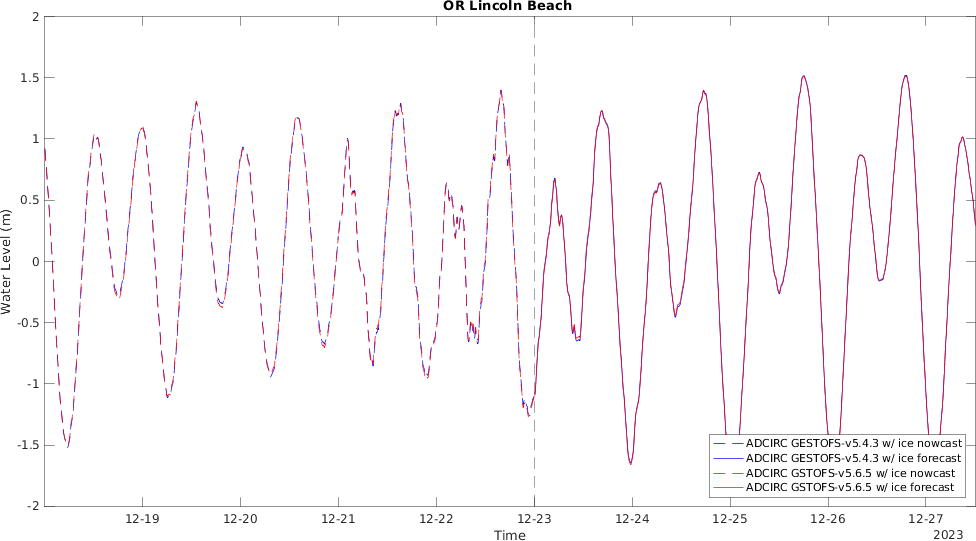 OR Lincoln Beach
2
1.5
1
0.5
0
-0.5
-1
-1.5
-2
Water Level (m)
12-19 12-20 12-21 12-22 12-23 12-24 12-25 12-26 12-27
Time
2023
ADCIRC GESTOFS-v5.4.3 w/ ice nowcast
ADCIRC GESTOFS-v5.4.3 w/ ice forecast
ADCIRC GSTOFS-v5.6.5 w/ ice nowcast
ADCIRC GSTOFS-v5.6.5 w/ ice forecast